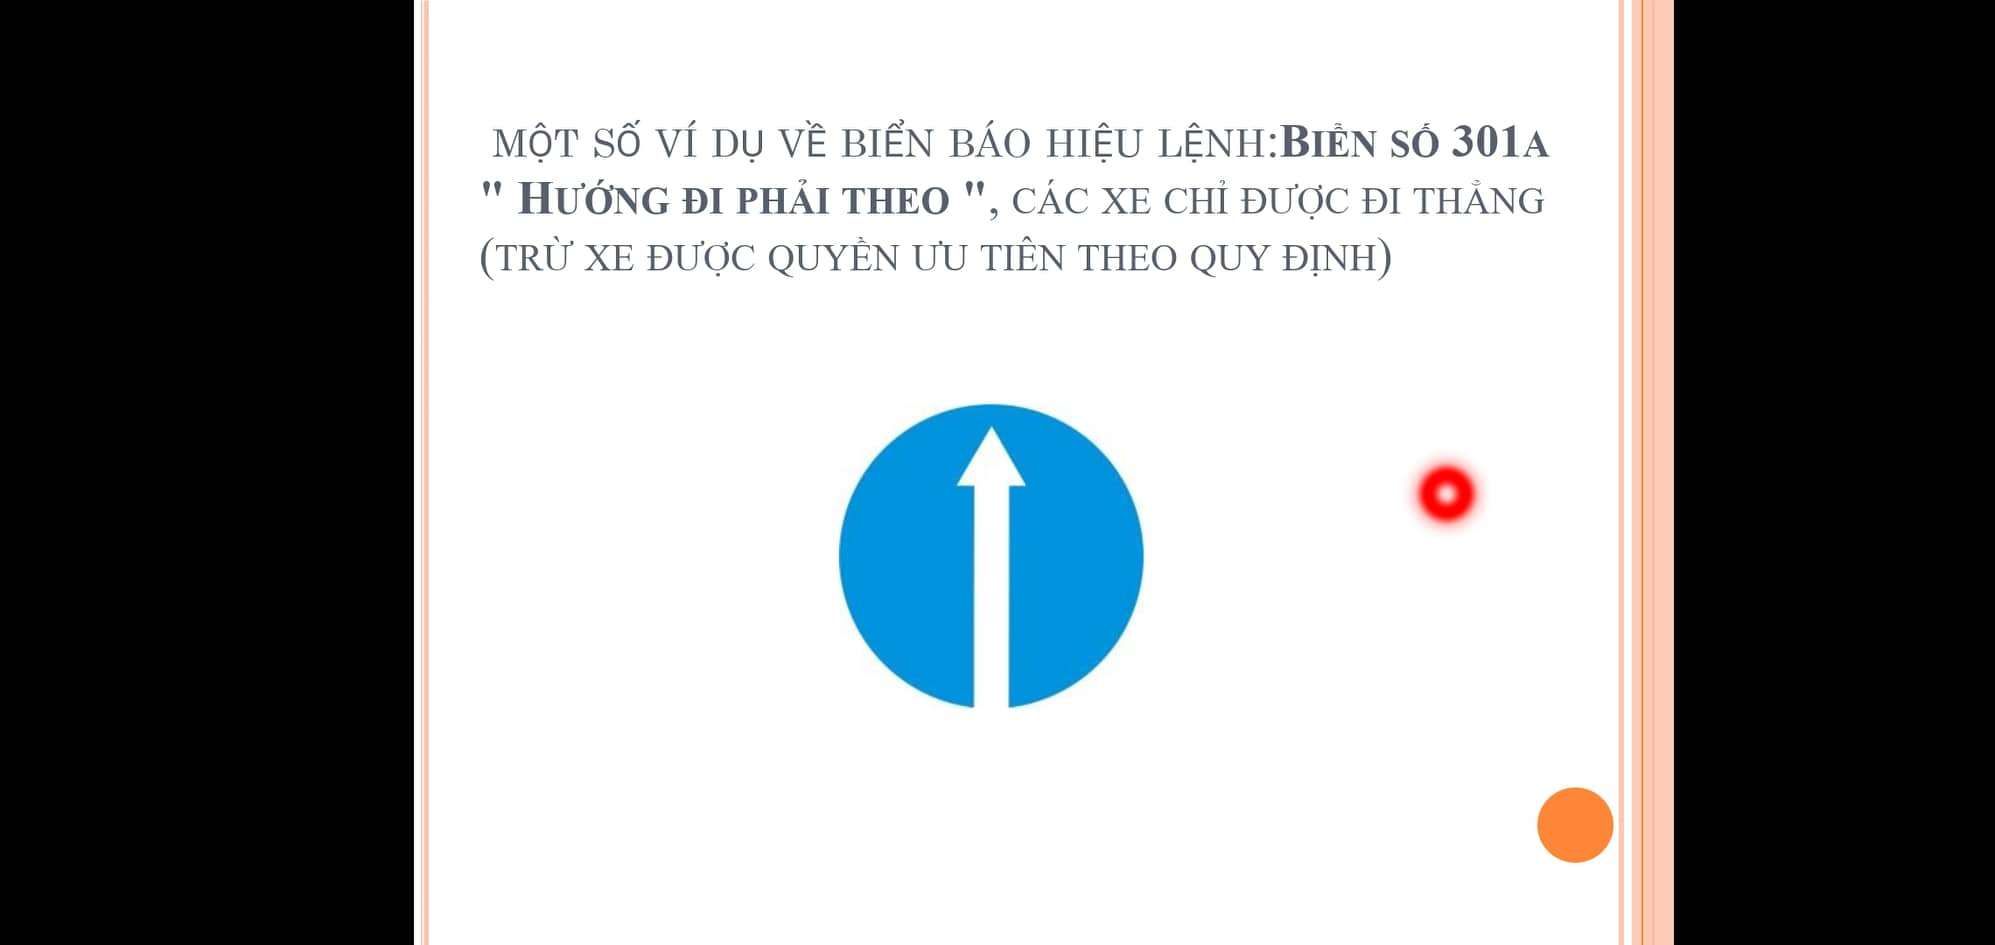 MỘT SỐ VÍ DỤ VỀ BIỂN BÁO HIỆU LỆNH:BIỂN SỐ 301A
" HƯỚNG ĐI PHẢI THEO ", CÁC XE CHỈ ĐƯỢC ĐI THẲNG
(TRỪ XE ĐƯỢC QUYỀN ƯU TIÊN THEO QUY ĐỊNH)